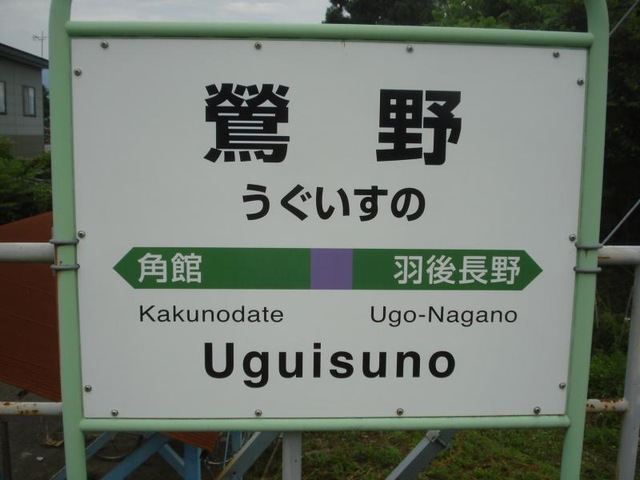 鶯野
うぐいすの
角館 羽後長野
Kakunodate Ugo-Nagano
Uguisuno